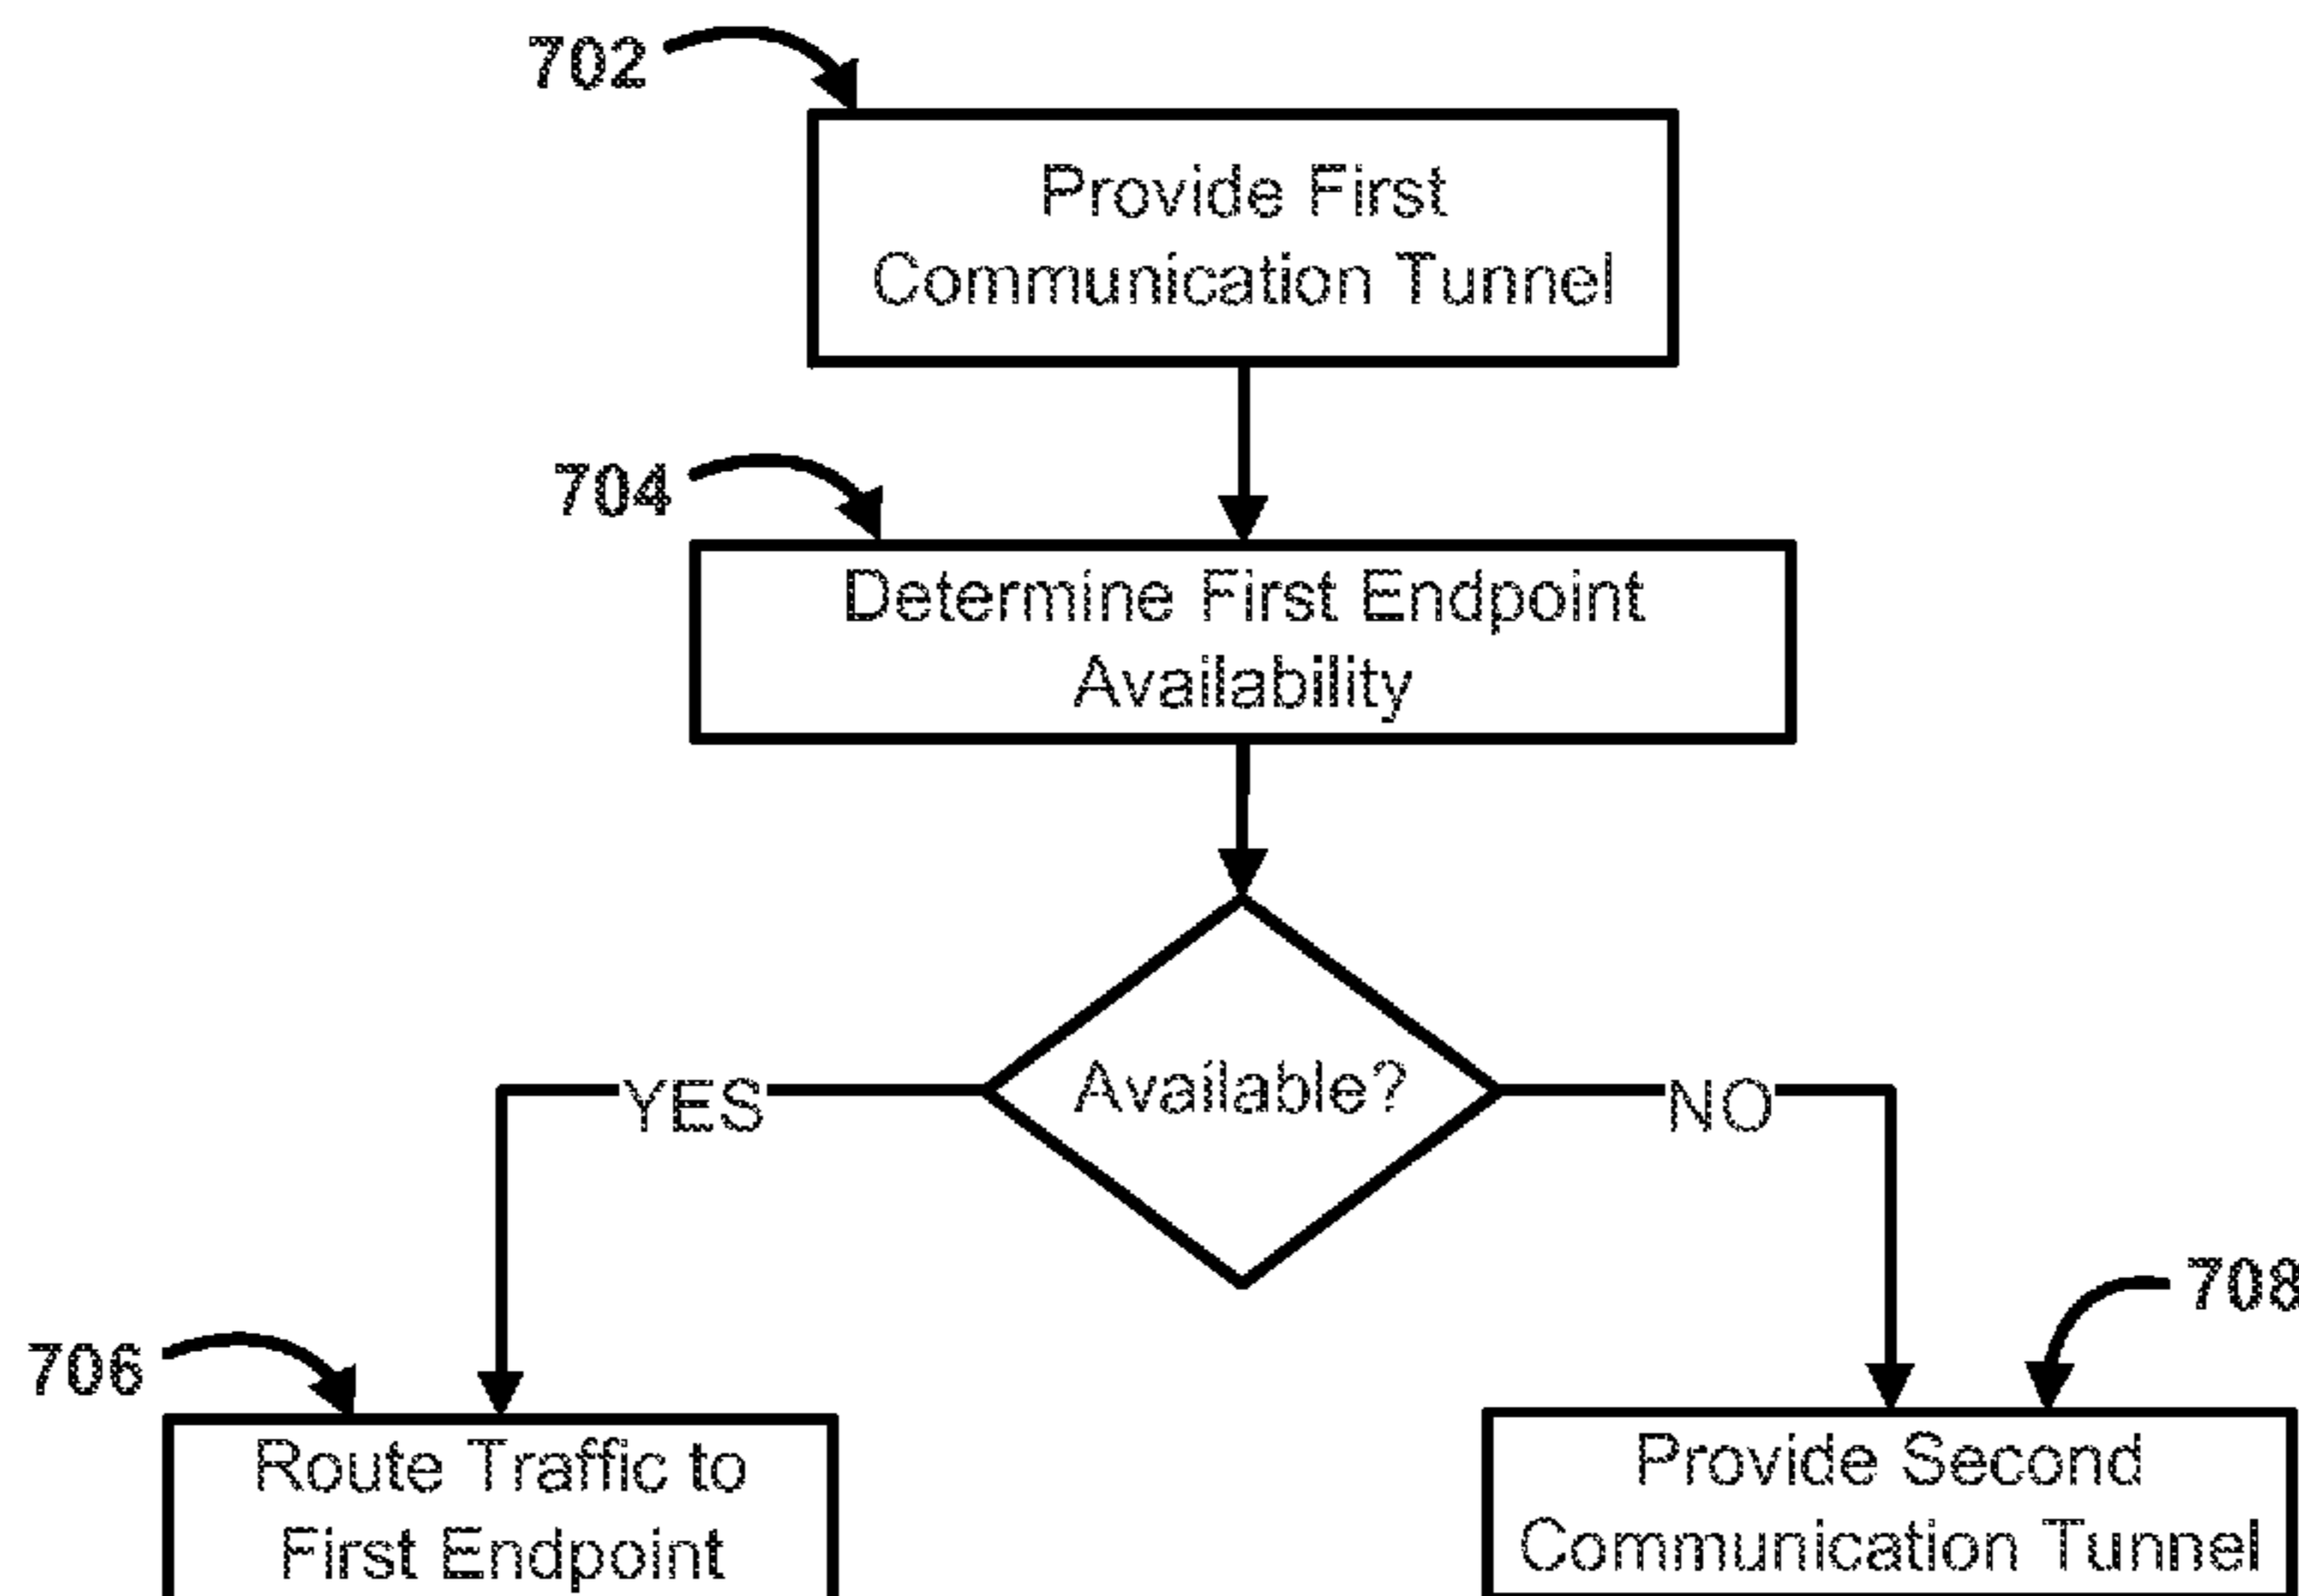 702
Provide First
Communication Tunnel
704
Determine First Endpoint
Availability
Available?
YES
NO
708
706
Route Traffic to
First Endpoint
Provide Second
Communication Tunnel